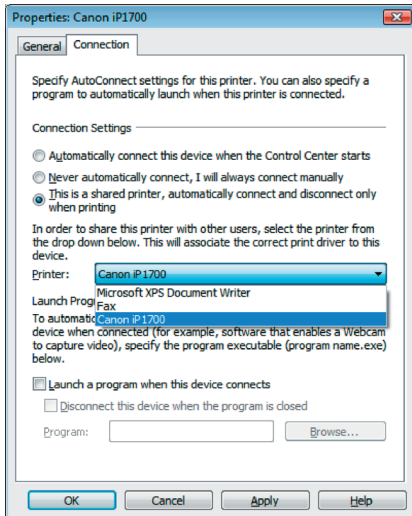 Properties: Canon iP1700
General Connection
Specify AutoConnect settings for this printer. You can also specify a
program to automatically launch when this printer is connected.
Connection Settings
Automatically connect this device when the Control Center starts
Never automatically connect, I will always connect manually
This is a shared printer, automatically connect and disconnect only
when printing
In order to share this printer with other users, select the printer from
the drop down below. This will associate the correct print driver to this
device.
Printer: Canon iP1700
Microsoft XPS Document Writer
Launch Prog
Fax
To automatic Canon iP1700
device when connected (for example, software that enables a Webcam
to capture video), specify the program executable (program name.exe)
below.
Launch a program when this device connects
Disconnect this device when the program is closed
Program: Browse...
OK Cancel Apply Help